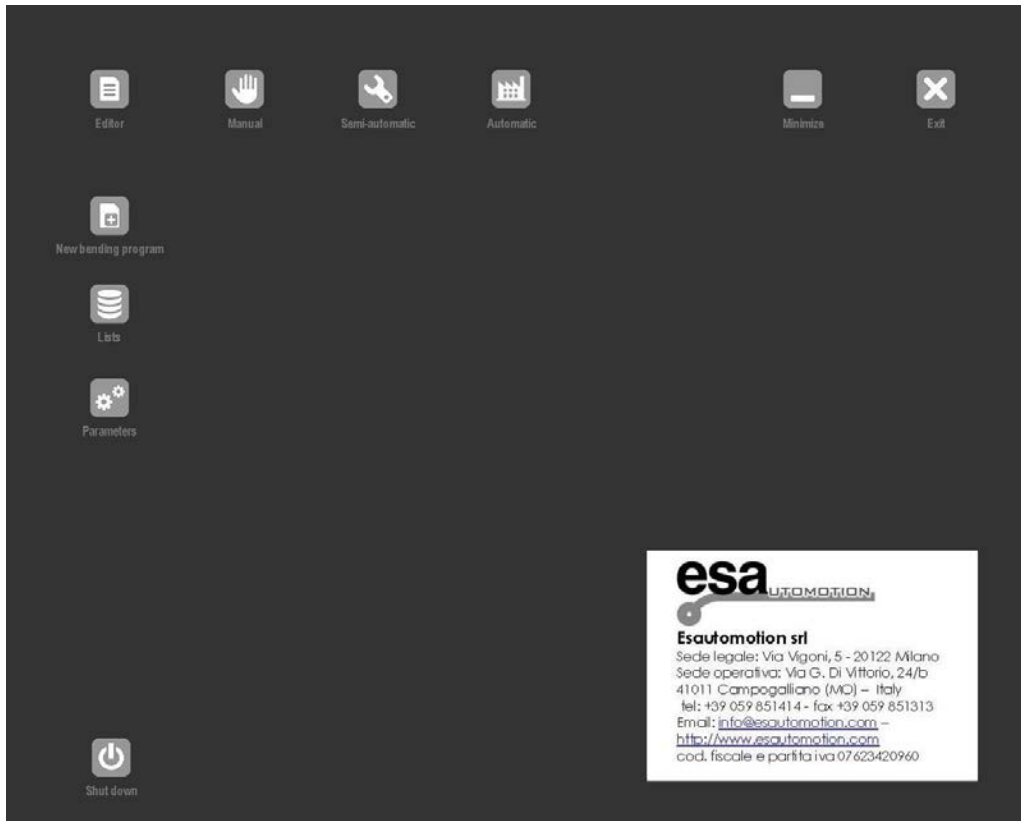 Editor
Manual
Semi-automatic
Automatic
Minimize
Exit
New bending program
Lists
Parameters
esa
UTOMOTION
Esautomotion srl
Sede legale: Via Vigoni, 5 - 20122 Milano
Sede operativa: Via G. Di Vittorio, 24/b
41011 Campogalliano (MO) – Italy
tel: +39 059 851414 - fax +39 059 851313
Email: info@esautomotion.com –
http://www.esautomotion.com
cod. fiscale e partita iva 07623420960
Shut down